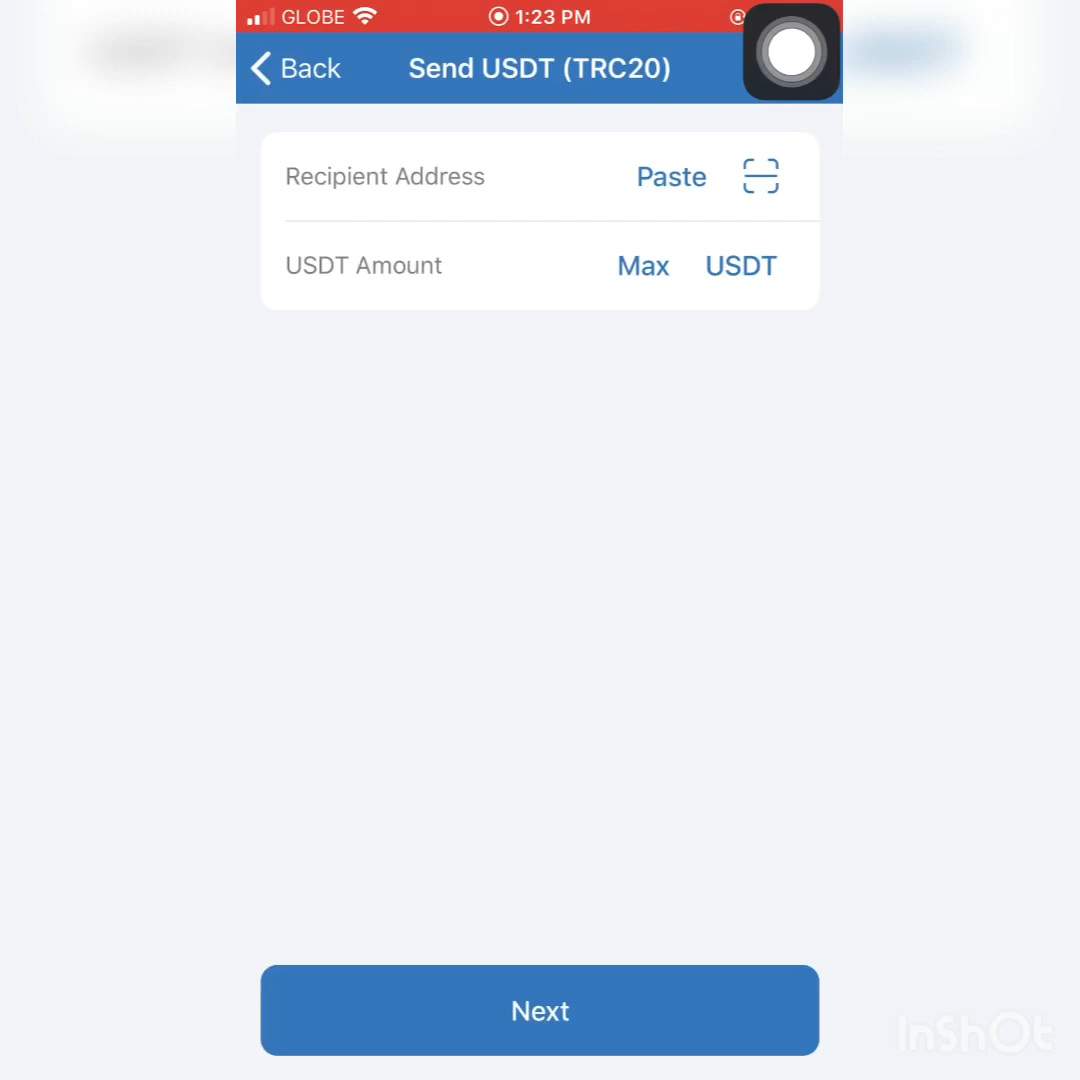 GLOBE 1:23 PM
Back Send USDT (TRC20)
Recipient Address Paste
USDT Amount Max USDT
Next
InShOt